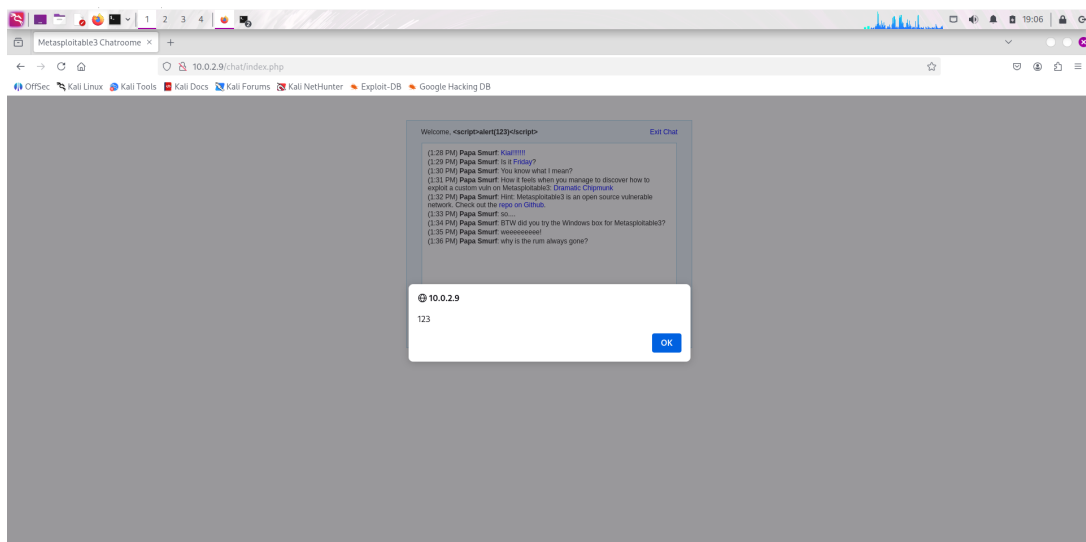 1 2 3 4 19:06
Metasploitable3 Chatroome
10.0.2.9/chat/index.php
OffSec Kali Linux Kali Tools Kali Docs Kali Forums Kali NetHunter Exploit-DB Google Hacking DB
Welcome, <script>alert(123)</script> Exit Chat
(1:28 PM) Papa Smurf: Kiai!!!!!!!
(1:29 PM) Papa Smurf: Is it Friday?
(1:30 PM) Papa Smurf: You know what I mean?
(1:31 PM) Papa Smurf: How it feels when you manage to discover how to
exploit a custom vuln on Metasploitable3: Dramatic Chipmunk
(1:32 PM) Papa Smurf: Hint: Metasploitable3 is an open source vulnerable
network. Check out the repo on Github.
(1:33 PM) Papa Smurf: so....
(1:34 PM) Papa Smurf: BTW did you try the Windows box for Metasploitable3?
(1:35 PM) Papa Smurf: weeeeeeeee!
(1:36 PM) Papa Smurf: why is the rum always gone?
10.0.2.9
123
OK